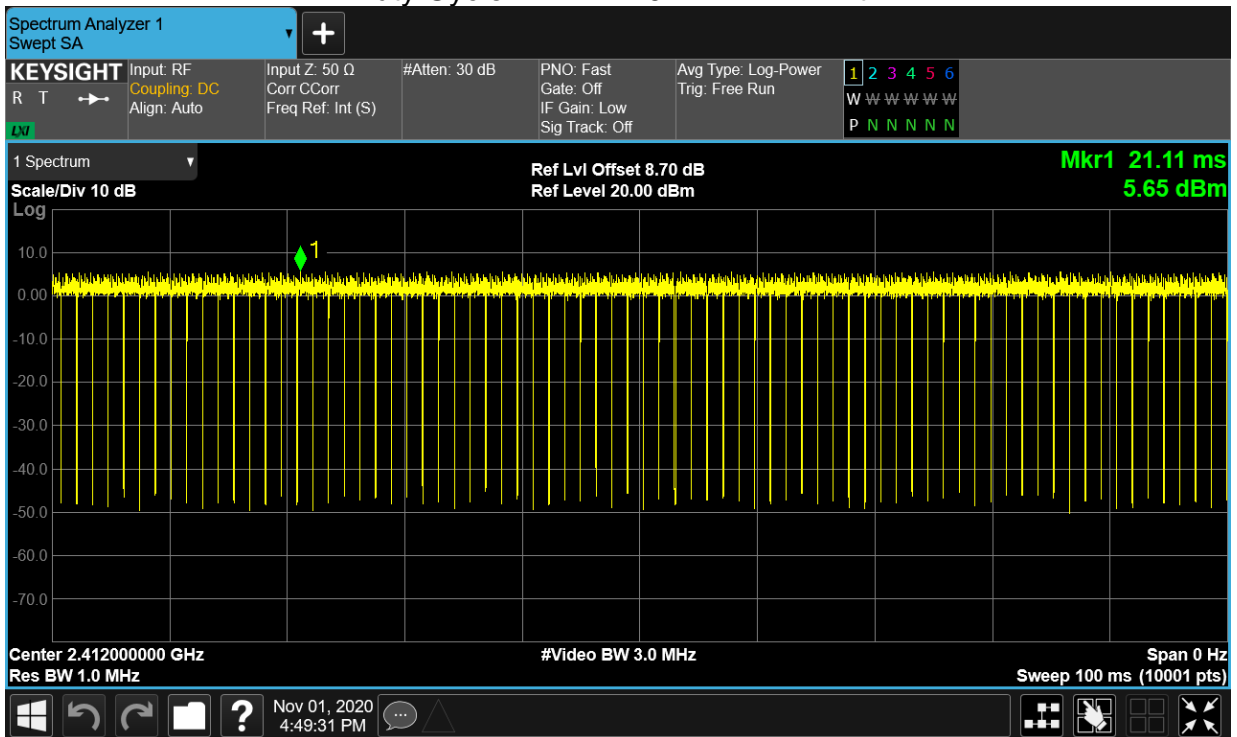 Spectrum Analyzer 1
Swept SA
KEYSIGHT
R T
LXI
Input: RF
Coupling: DC
Align: Auto
Input Z: 50 Ω
Corr CCorr
Freq Ref: Int (S)
#Atten: 30 dB
PNO: Fast
Gate: Off
IF Gain: Low
Sig Track: Off
Avg Type: Log-Power
Trig: Free Run
1 2 3 4 5 6
W W W W W W
P N N N N N
1 Spectrum
Scale/Div 10 dB
Log
Ref Lvl Offset 8.70 dB
Ref Level 20.00 dBm
Mkr1 21.11 ms
5.65 dBm
1
10.0
0.00
-10.0
-20.0
-30.0
-40.0
-50.0
-60.0
-70.0
Center 2.412000000 GHz
Res BW 1.0 MHz
#Video BW 3.0 MHz
Span 0 Hz
Sweep 100 ms (10001 pts)
?
Nov 01, 2020
4:49:31 PM